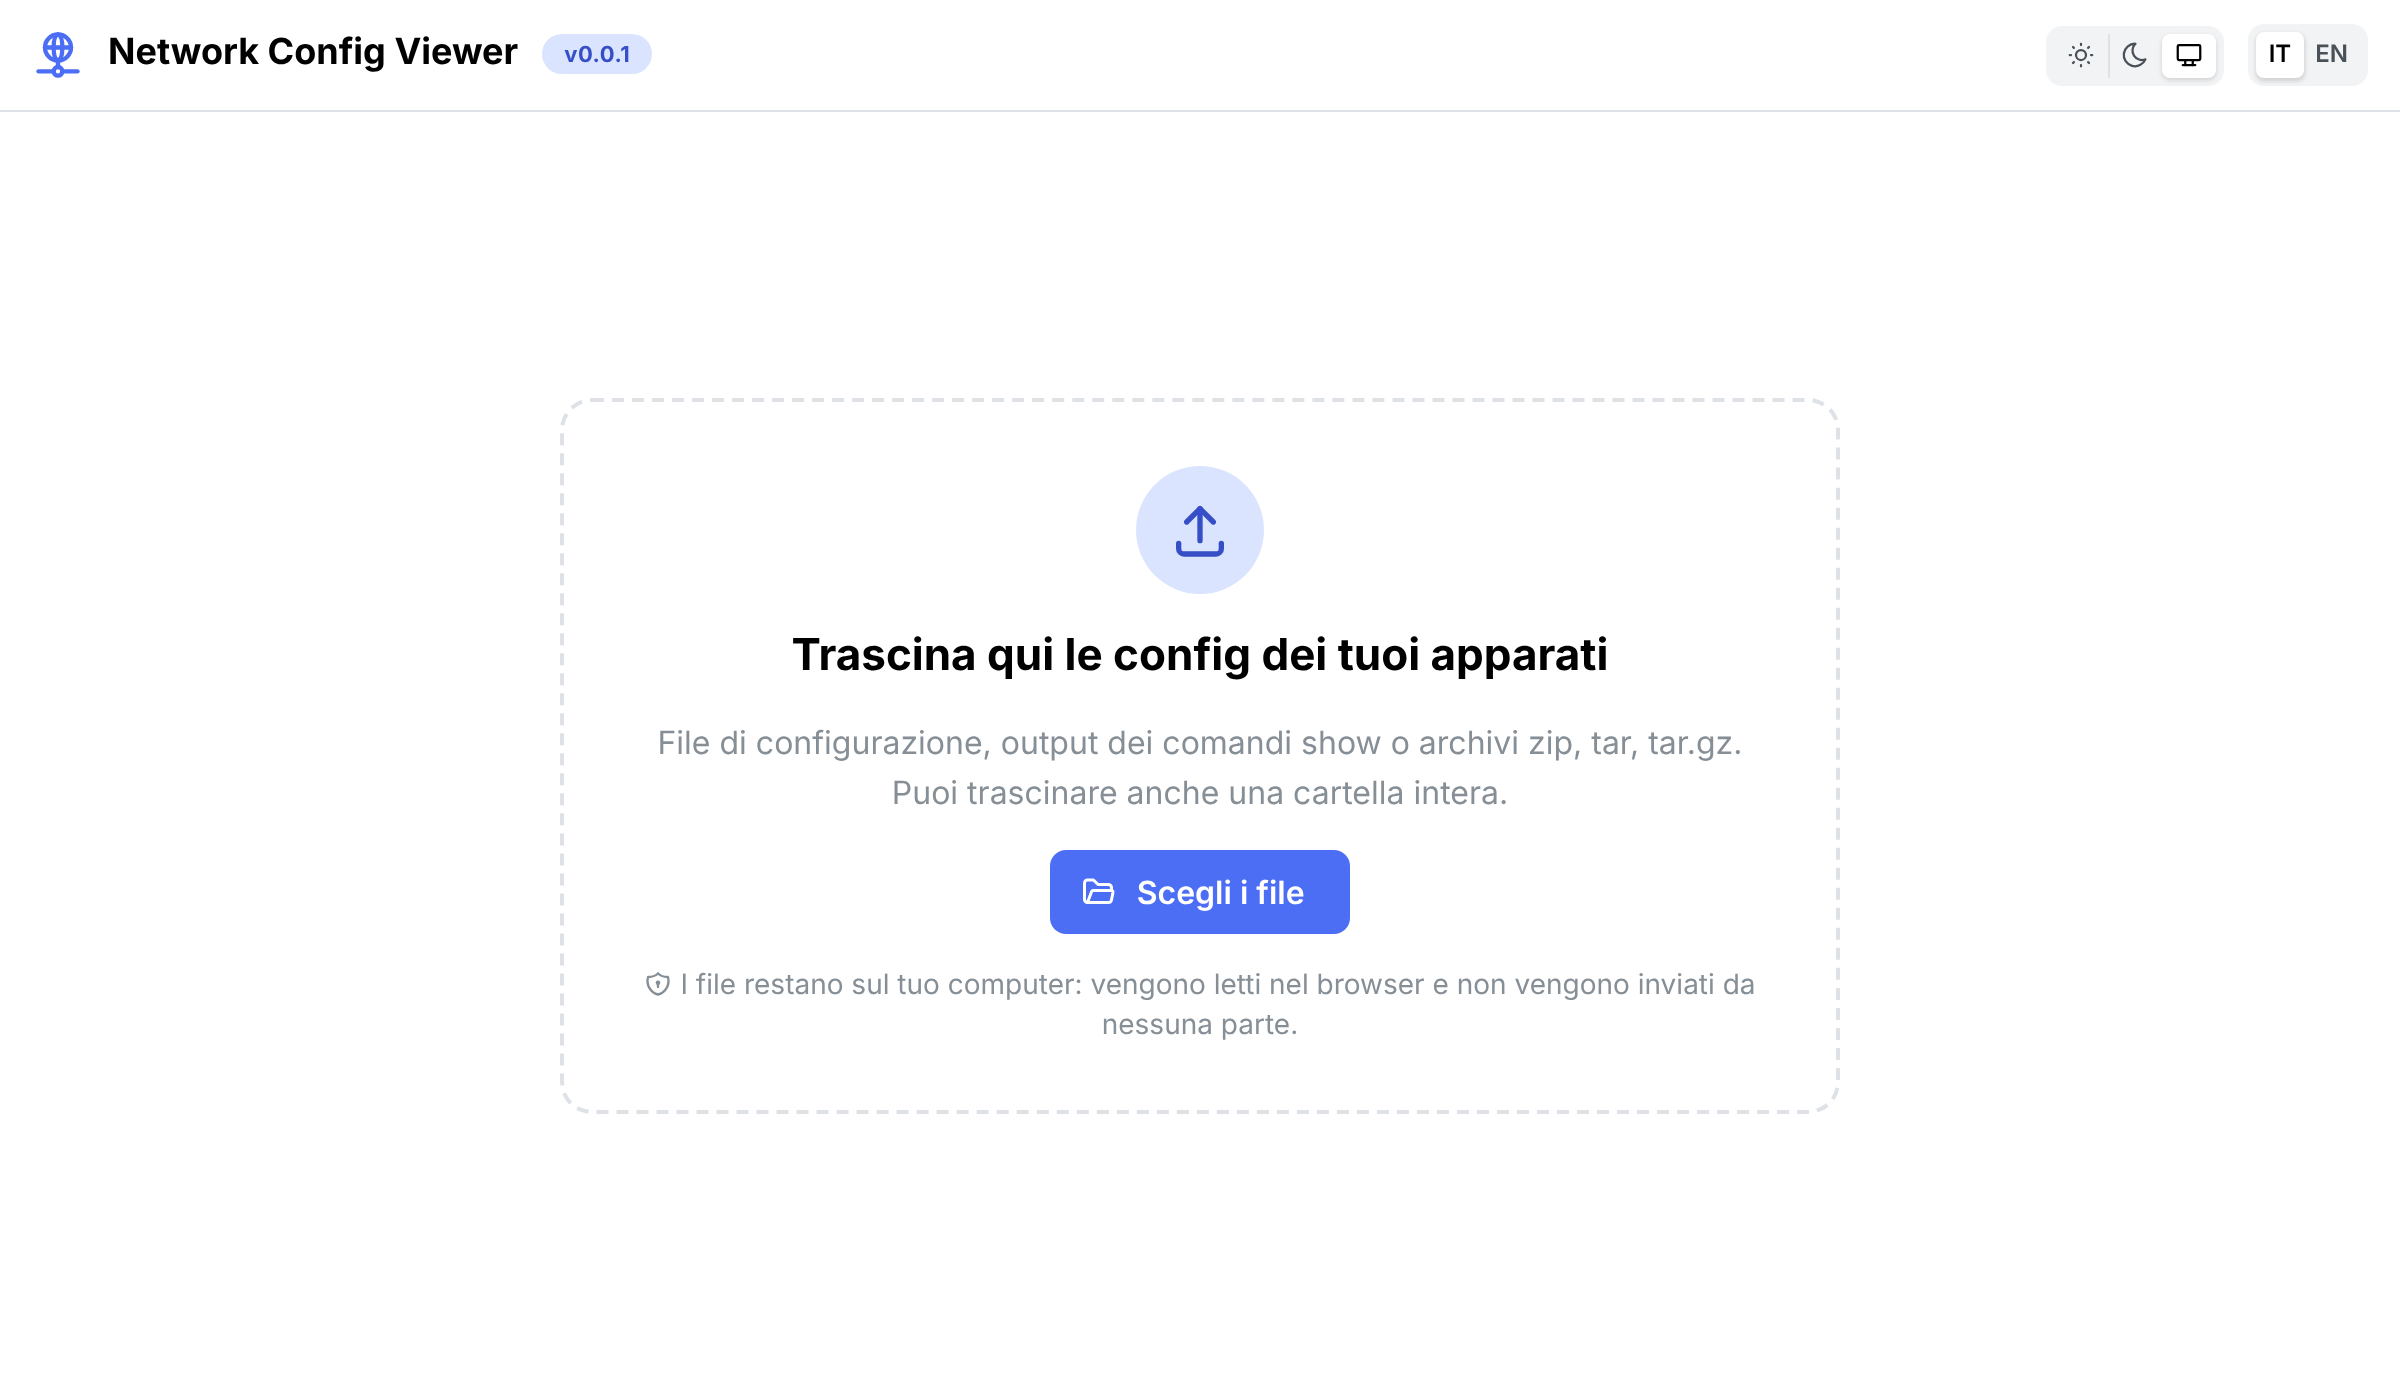 Network Config Viewer v0.0.1 IT EN
Trascina qui le config dei tuoi apparati
File di configurazione, output dei comandi show o archivi zip, tar, tar.gz.
Puoi trascinare anche una cartella intera.
Scegli i file
I file restano sul tuo computer: vengono letti nel browser e non vengono inviati da
nessuna parte.